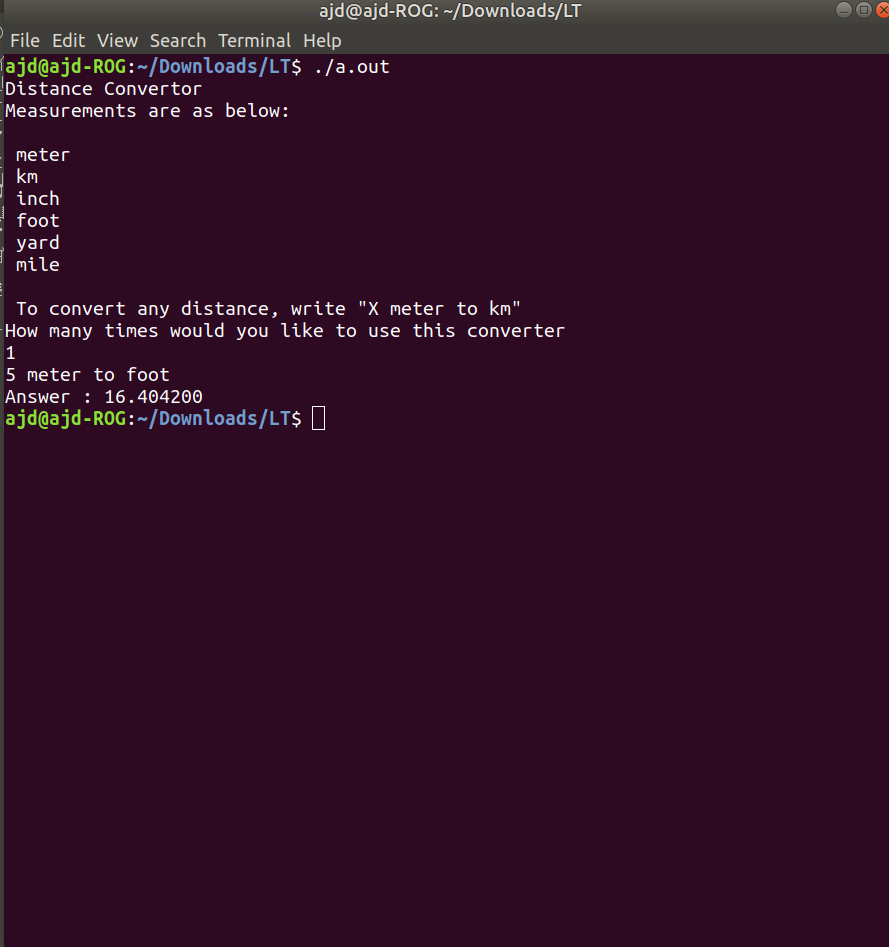 ajd@ajd-ROG: ~/Downloads/LT
File Edit View Search Terminal Help
ajd@ajd-ROG:~/Downloads/LT$ ./a.out
Distance Convertor
Measurements are as below:
meter
km
inch
foot
yard
mile
To convert any distance, write "X meter to km"
How many times would you like to use this converter
1
5 meter to foot
Answer : 16.404200
ajd@ajd-ROG:~/Downloads/LT$